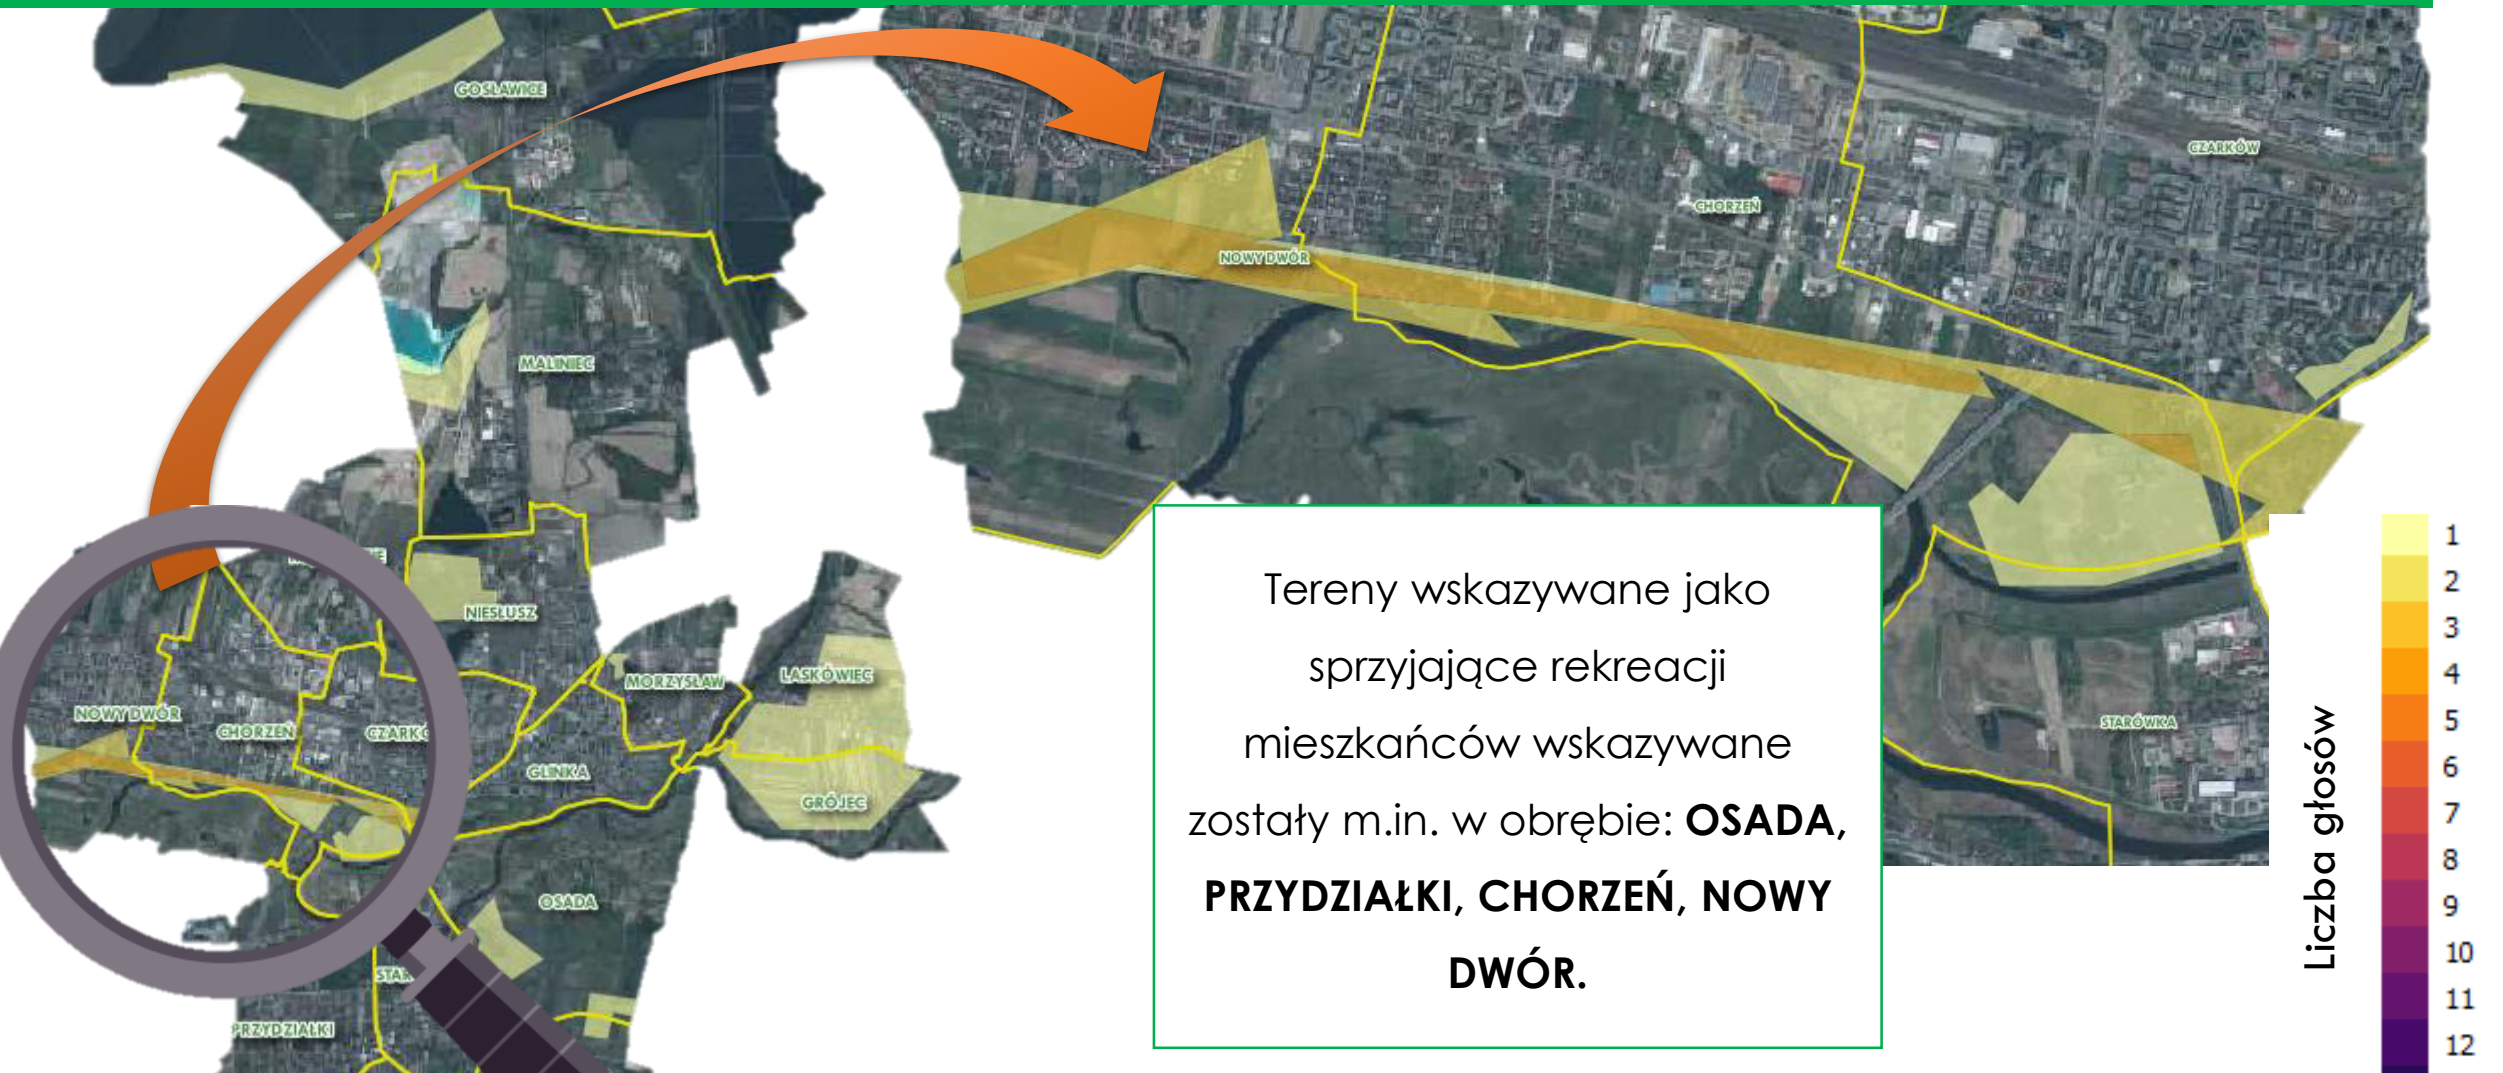 GOSŁAWICE
MALINIEC
NIESŁUSZ
MORZYSŁAW
LASKÓWIEC
NOWY DWÓR
CHORZEŃ
GLINKA
GRÓJEC
OSADA
PRZYDZIAŁKI
CZARKÓW
CHORZEŃ
NOWY DWÓR
STARÓWKA
Tereny wskazywane jako
sprzyjające rekreacji
mieszkańców wskazywane
zostały m.in. w obrębie: OSADA,
PRZYDZIAŁKI, CHORZEŃ, NOWY
DWÓR.
Liczba głosów
1
2
3
4
5
6
7
8
9
10
11
12